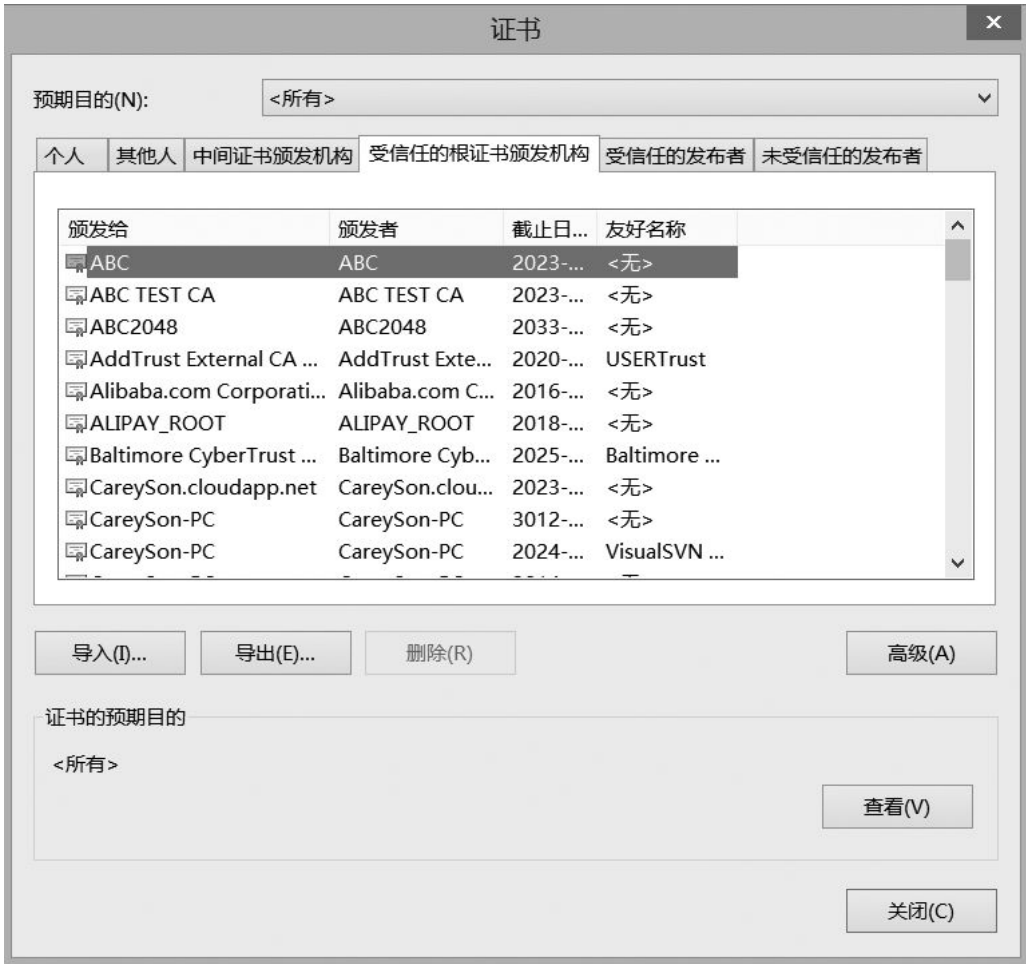 证书
预期目的(N): <所有>
个人 其他人 中间证书颁发机构 受信任的根证书颁发机构 受信任的发布者 未受信任的发布者
颁发给 颁发者 截止日... 友好名称
ABC ABC 2023-... <无>
ABC TEST CA ABC TEST CA 2023-... <无>
ABC2048 ABC2048 2033-... <无>
AddTrust External CA ... AddTrust Exte... 2020-... USERTrust
Alibaba.com Corporati... Alibaba.com C... 2016-... <无>
ALIPAY_ROOT ALIPAY_ROOT 2018-... <无>
Baltimore CyberTrust ... Baltimore Cyb... 2025-... Baltimore ...
CareySon.cloudapp.net CareySon.clou... 2023-... <无>
CareySon-PC CareySon-PC 3012-... <无>
CareySon-PC CareySon-PC 2024-... VisualSVN ...
导入(I)... 导出(E)... 删除(R) 高级(A)
证书的预期目的
<所有>
查看(V)
关闭(C)